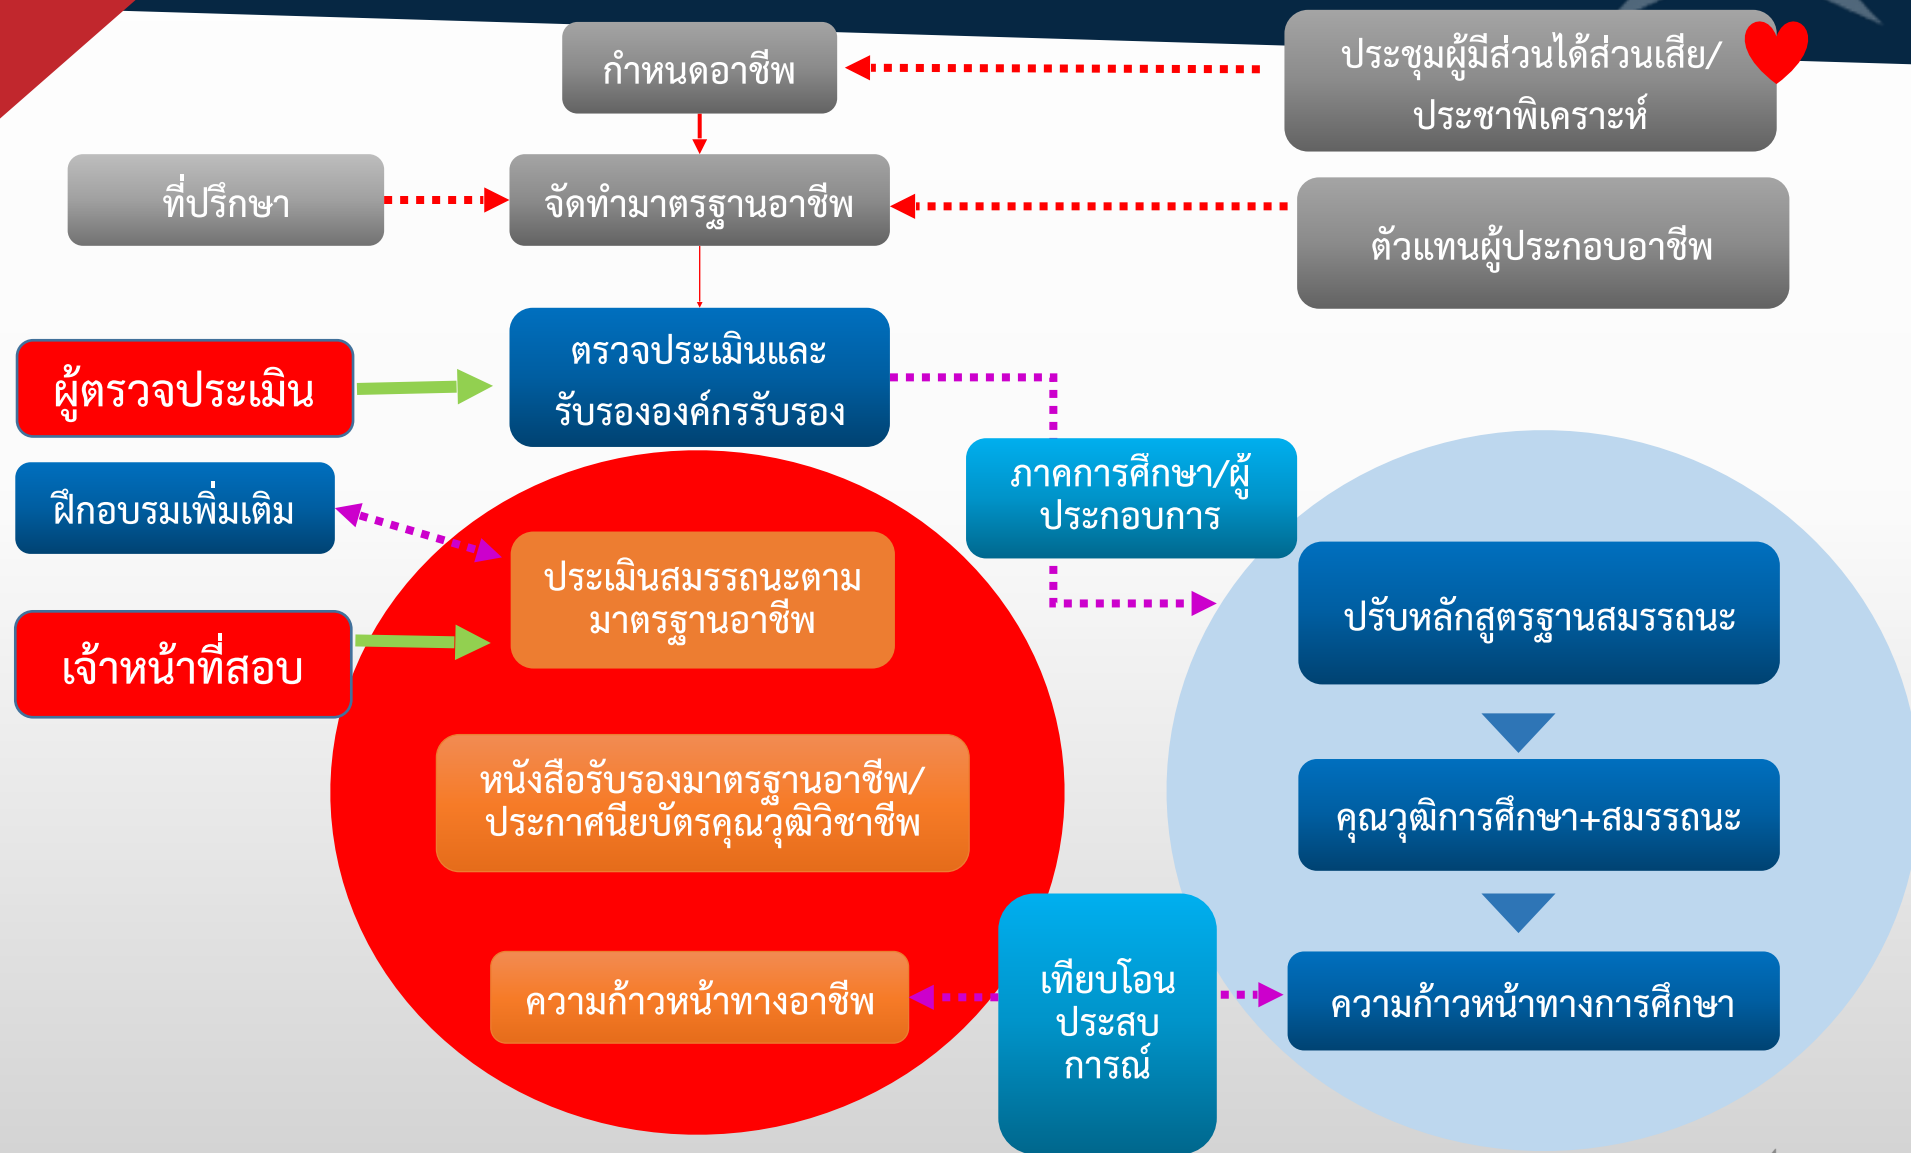 กำหนดอาชีพ
ประชุมผู้มีส่วนได้ส่วนเสีย/
ประชาพิเคราะห์
ที่ปรึกษา
จัดทำมาตรฐานอาชีพ
ตัวแทนผู้ประกอบอาชีพ
ผู้ตรวจประเมิน
ตรวจประเมินและ
รับรององค์กรรับรอง
ฝึกอบรมเพิ่มเติม
ภาคการศึกษา/ผู้
ประกอบการ
ประเมินสมรรถนะตาม
มาตรฐานอาชีพ
ปรับหลักสูตรฐานสมรรถนะ
เจ้าหน้าที่สอบ
หนังสือรับรองมาตรฐานอาชีพ/
ประกาศนียบัตรคุณวุฒิวิชาชีพ
คุณวุฒิการศึกษา+สมรรถนะ
ความก้าวหน้าทางอาชีพ
เทียบโอน
ประสบ
การณ์
ความก้าวหน้าทางการศึกษา